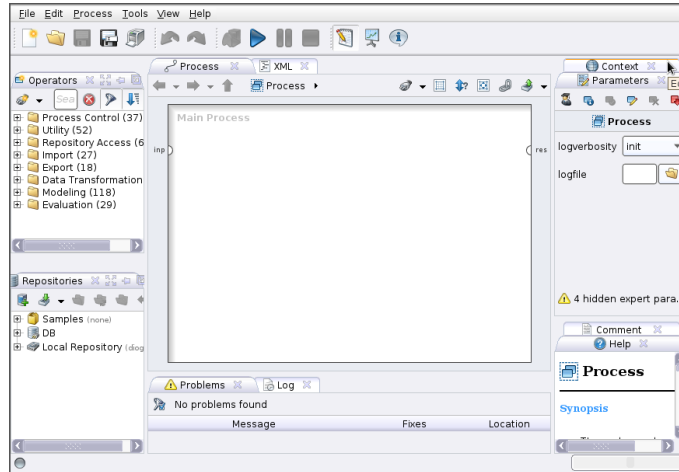 File Edit Process Tools View Help
Process
XML
Context
Operators
Parameters
Sea
Process
Process Control (37)
Utility (52)
Repository Access (6
Import (27)
Export (18)
Data Transformation
Modeling (118)
Evaluation (29)
Main Process
inp
res
Process
logverbosity
init
logfile
Repositories
Samples (none)
DB
Local Repository (diog
4 hidden expert para.
Comment
Help
Process
Synopsis
Problems
Log
No problems found
Message Fixes Location